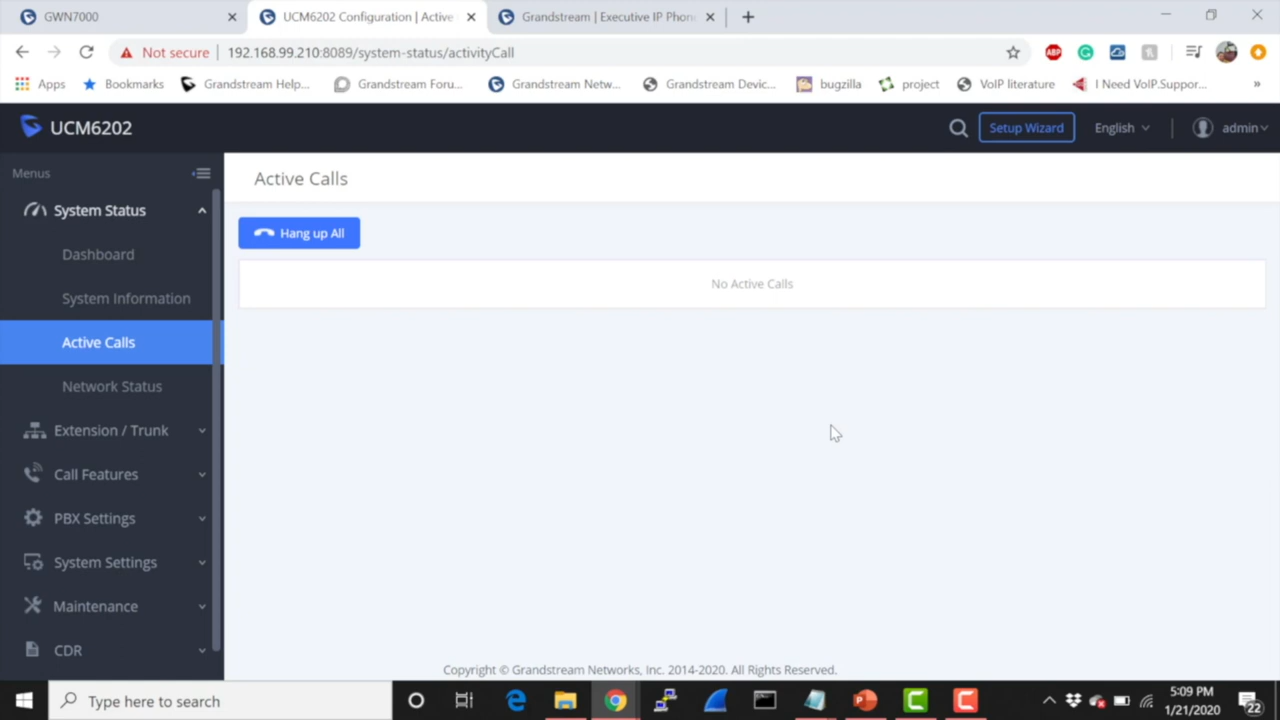 GWN7000
UCM6202 Configuration | Active
Grandstream | Executive IP Phon
Not secure
192.168.99.210:8089/system-status/activityCall
ABP
Apps
Bookmarks
Grandstream Help...
Grandstream Foru...
Grandstream Netw...
Grandstream Devic...
bugzilla
project
VoIP literature
I Need VoIP.Suppor...
»
UCM6202
Setup Wizard
English
admin
Menus
System Status
Dashboard
System Information
Active Calls
Network Status
Extension / Trunk
Call Features
PBX Settings
System Settings
Maintenance
CDR
Active Calls
Hang up All
No Active Calls
Copyright © Grandstream Networks, Inc. 2014-2020. All Rights Reserved.
Type here to search
5:09 PM
1/21/2020
22